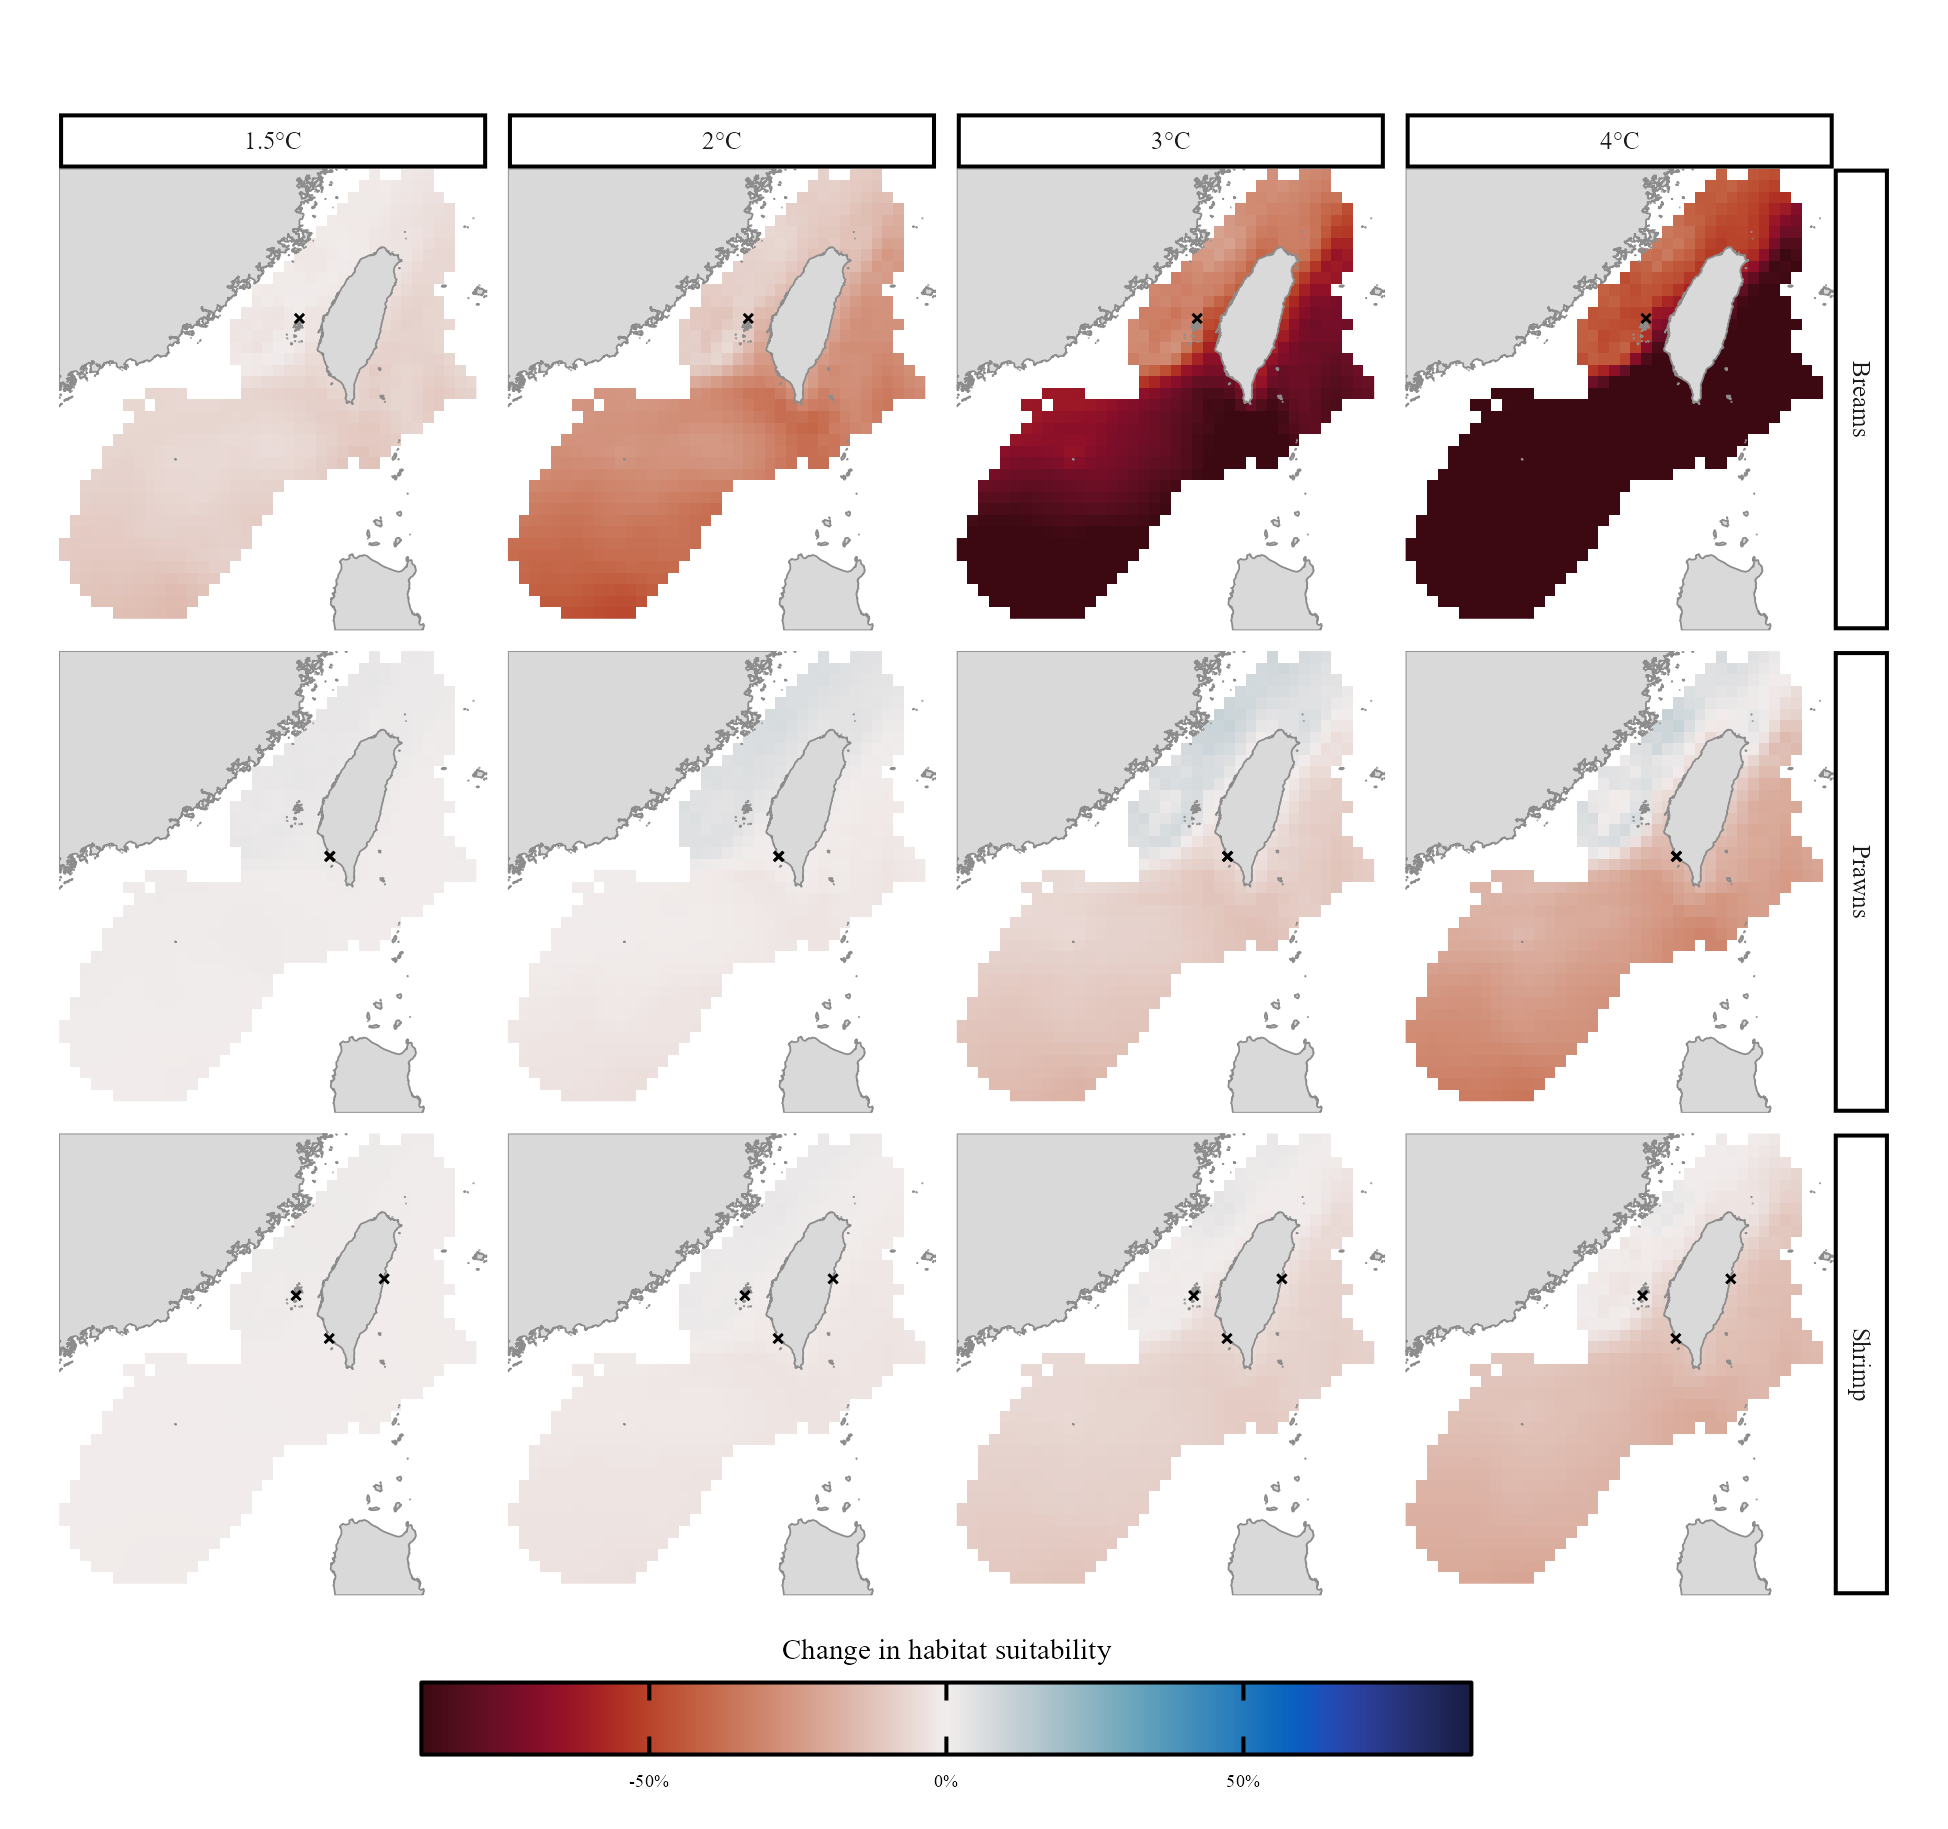 1.5°C
2°C
3°C
4°C
Breams
Prawns
Shrimp
Change in habitat suitability
-50%
0%
50%